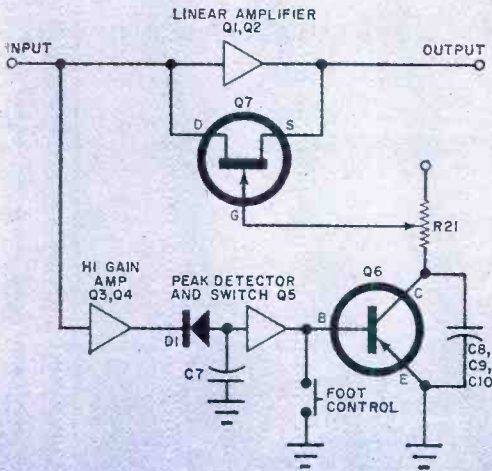 LINEAR AMPLIFIER
Q1,Q2
INPUT
OUTPUT
Q7
D
S
G
R21
HI GAIN
AMP
Q3,Q4
PEAK DETECTOR
AND SWITCH Q5
Q6
D1
B
C
E
C7
FOOT
CONTROL
C8,
C9,
C10